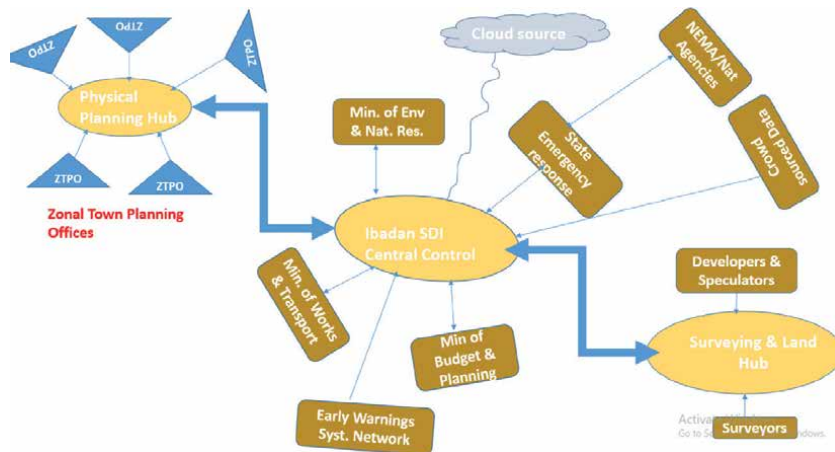 ZTPO
ZTPO
ZTPO
Physical
Planning Hub
ZTPO
ZTPO
Zonal Town Planning
Offices
Cloud source
NEMA/Nat
Agencies
Min. of Env
& Nat. Res.
State
Emergency
response
Crowd
sourced Data
Ibadan SDI
Central Control
Min. of Works
& Transport
Min of
Budget &
Planning
Early Warnings
Syst. Network
Developers &
Speculators
Surveying & Land
Hub
Surveyors